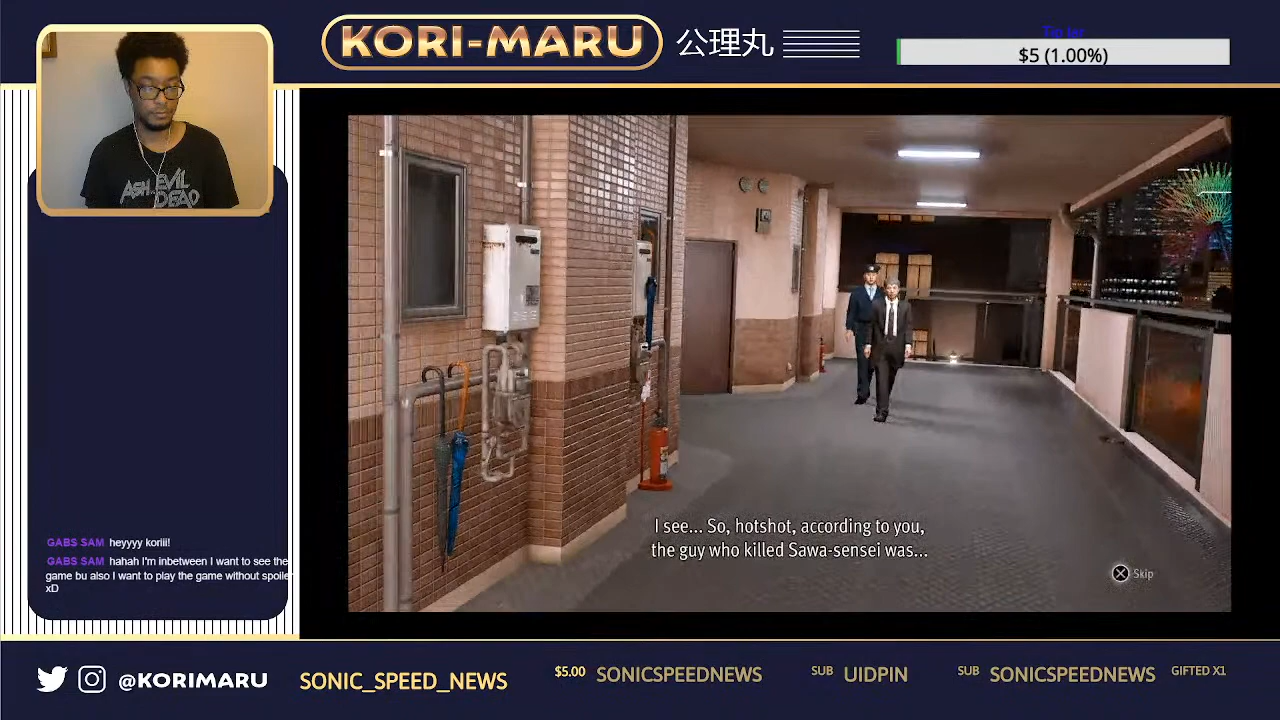 KORI-MARU
公理丸
Tip jar
$5 (1.00%)
ASH EVIL
DEAD
I see... So, hotshot, according to you,
the guy who killed Sawa-sensei was...
Skip
GABS SAM heyyyy koriii!
GABS SAM hahah I'm inbetween I want to see the
game bu also I want to play the game without spoiler
xD
@KORIMARU
SONIC_SPEED_NEWS
$5.00 SONICSPEEDNEWS
SUB UIDPIN
SUB SONICSPEEDNEWS GIFTED X1